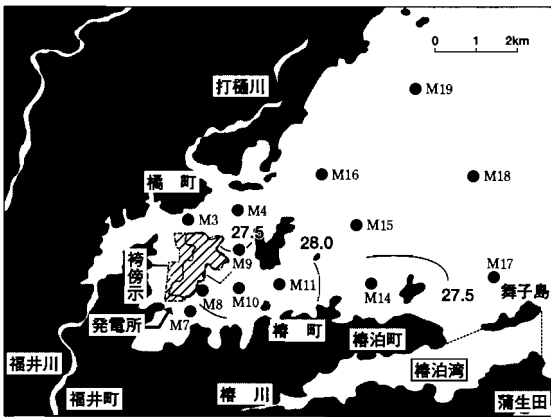 0 1 2km
打樋川
M19
M16
M18
橘 町
M3
M4
M15
27.5
28.0
袴傍示
M9
M17
舞子島
M8
M10
M11
M14
27.5
発電所
M7
椿 町
椿泊町
福井川
椿泊湾
福井町
椿 川
蒲生田